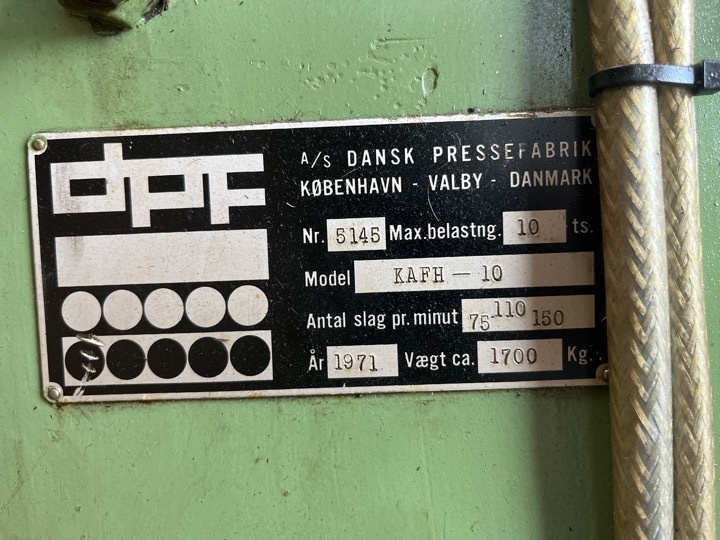 dpf
A/S DANSK PRESSEFABRIK
KØBENHAVN - VALBY - DANMARK
Nr. 5145 Max.belastng. 10 ts.
Model KAFH - 10
Antal slag pr. minut 75 110 150
År 1971 Vægt ca. 1700 Kg.